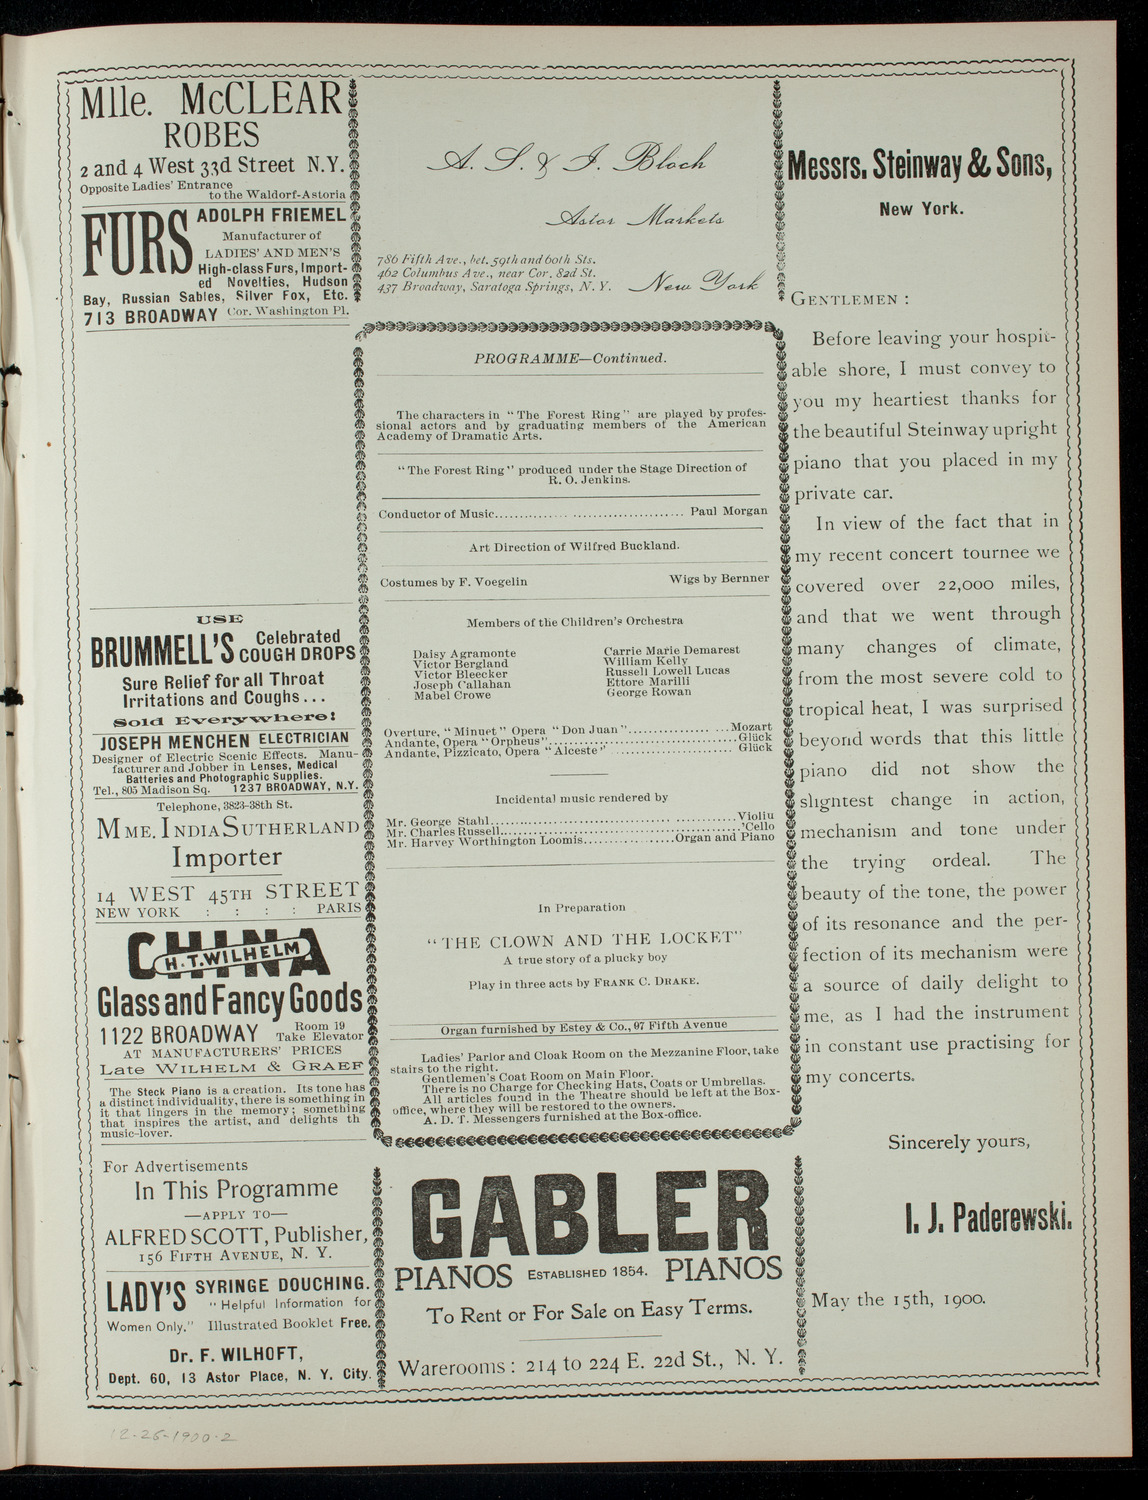 Mlle. McCLEAR
ROBES
2 and 4 West 33d Street N.Y.
Opposite Ladies' Entrance
to the Waldorf-Astoria
FURS
ADOLPH FRIEMEL
Manufacturer of
LADIES' AND MEN'S
High-class Furs, Import-
ed Novelties, Hudson
Bay, Russian Sables, Silver Fox, Etc.
713 BROADWAY Cor. Washington Pl.
USE
BRUMMELL'S Celebrated
COUGH DROPS
Sure Relief for all Throat
Irritations and Coughs...
Sold Everywhere!
JOSEPH MENCHEN ELECTRICIAN
Designer of Electric Scenic Effects. Manu-
facturer and Jobber in Lenses, Medical
Batteries and Photographic Supplies.
Tel., 805 Madison Sq. 1237 BROADWAY, N.Y.
Telephone, 3823-38th St.
MME. INDIA SUTHERLAND
Importer
14 WEST 45TH STREET
NEW YORK : : : : PARIS
CHINA
H.T. WILHELM
Glass and Fancy Goods
1122 BROADWAY Room 19
Take Elevator
AT MANUFACTURERS' PRICES
Late WILHELM & GRAEF
The Steck Piano is a creation. Its tone has
a distinct individuality, there is something in
it that lingers in the memory; something
that inspires the artist, and delights th
music-lover.
For Advertisements
In This Programme
—APPLY TO—
ALFRED SCOTT, Publisher,
156 FIFTH AVENUE, N. Y.
LADY'S SYRINGE DOUCHING.
"Helpful Information for
Women Only." Illustrated Booklet Free.
Dr. F. WILHOFT,
Dept. 60, 13 Astor Place, N. Y. City.
A. S. & J. Bloch
Astor Markets
786 Fifth Ave., bet. 59th and 60th Sts.
462 Columbus Ave., near Cor. 82d St.
437 Broadway, Saratoga Springs, N. Y.
New York
PROGRAMME—Continued.
The characters in "The Forest Ring" are played by profes-
sional actors and by graduating members of the American
Academy of Dramatic Arts.
"The Forest Ring" produced under the Stage Direction of
R. O. Jenkins.
Conductor of Music........................................ Paul Morgan
Art Direction of Wilfred Buckland.
Costumes by F. Voegelin Wigs by Bernner
Members of the Children's Orchestra
Daisy Agramonte
Victor Bergland
Victor Bleecker
Joseph Callahan
Mabel Crowe
Carrie Marie Demarest
William Kelly
Russell Lowell Lucas
Ettore Marilli
George Rowan
Overture, "Minuet" Opera "Don Juan".....................Mozart
Andante, Opera "Orpheus".......................................Glück
Andante, Pizzicato, Opera "Alceste".......................... Glück
Incidental music rendered by
Mr. George Stahl.....................................................Violiu
Mr. Charles Russell..................................................'Cello
Mr. Harvey Worthington Loomis...................Organ and Piano
In Preparation
"THE CLOWN AND THE LOCKET"
A true story of a plucky boy
Play in three acts by FRANK C. DRAKE.
Organ furnished by Estey & Co., 97 Fifth Avenue
Ladies' Parlor and Cloak Room on the Mezzanine Floor, take
stairs to the right.
Gentlemen's Coat Room on Main Floor.
There is no Charge for Checking Hats, Coats or Umbrellas.
All articles found in the Theatre should be left at the Box-
office, where they will be restored to the owners.
A. D. T. Messengers furnished at the Box-office.
GABLER
PIANOS ESTABLISHED 1854. PIANOS
To Rent or For Sale on Easy Terms.
Warerooms: 214 to 224 E. 22d St., N. Y.
Messrs. Steinway & Sons,
New York.
GENTLEMEN:
Before leaving your hospit-
able shore, I must convey to
you my heartiest thanks for
the beautiful Steinway upright
piano that you placed in my
private car.
In view of the fact that in
my recent concert tournee we
covered over 22,000 miles,
and that we went through
many changes of climate,
from the most severe cold to
tropical heat, I was surprised
beyond words that this little
piano did not show the
slightest change in action,
mechanism and tone under
the trying ordeal. The
beauty of the tone, the power
of its resonance and the per-
fection of its mechanism were
a source of daily delight to
me, as I had the instrument
in constant use practising for
my concerts.
Sincerely yours,
I. J. Paderewski.
May the 15th, 1900.
12-26-1900-2